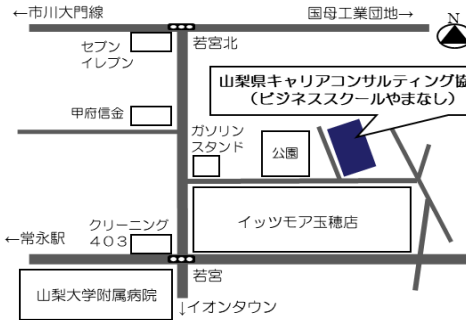 ←市川大門線
国母工業団地→
N
セブン
イレブン
若宮北
山梨県キャリアコンサルティング協
(ビジネススクールやまなし)
甲府信金
ガソリン
スタンド
公園
クリーニング
403
イッツモア玉穂店
←常永駅
若宮
山梨大学附属病院
↓イオンタウン